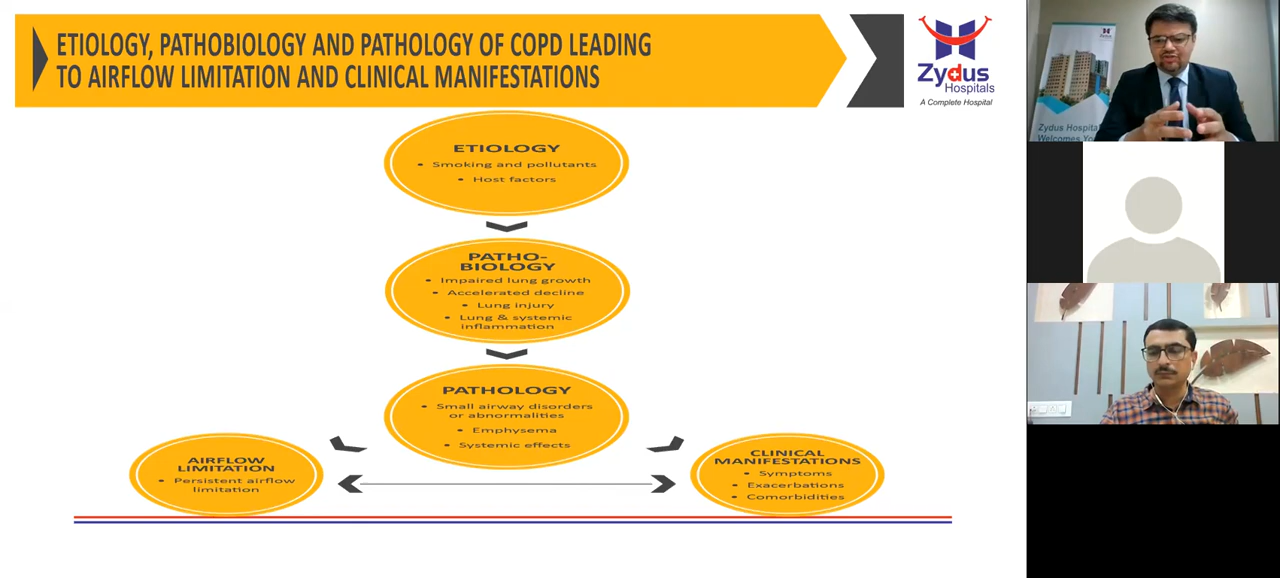 ETIOLOGY, PATHOBIOLOGY AND PATHOLOGY OF COPD LEADING
TO AIRFLOW LIMITATION AND CLINICAL MANIFESTATIONS
Zydus
Hospitals
A Complete Hospital
ETIOLOGY
• Smoking and pollutants
• Host factors
PATHO-
BIOLOGY
• Impaired lung growth
• Accelerated decline
• Lung injury
• Lung & systemic
inflammation
PATHOLOGY
• Small airway disorders
or abnormalities
• Emphysema
• Systemic effects
AIRFLOW
LIMITATION
• Persistent airflow
limitation
CLINICAL
MANIFESTATIONS
• Symptoms
• Exacerbations
• Comorbidities
Zydus
Welcomes